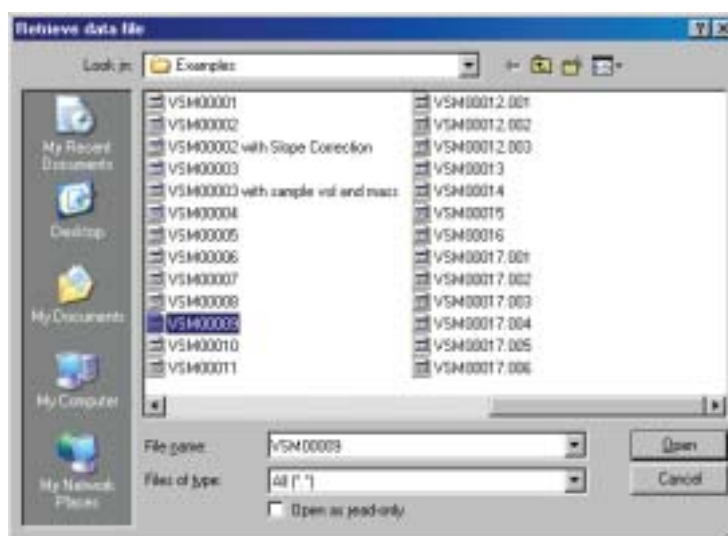 Retrieve data file
Look in: Examples
My Recent Documents
Desktop
My Documents
My Computer
My Network Places
VSM00001
VSM00002
VSM00002 with Slope Correction
VSM00003
VSM00003 with sample vol and mass
VSM00004
VSM00005
VSM00006
VSM00007
VSM00008
VSM00009
VSM00010
VSM00011
VSM00012.001
VSM00012.002
VSM00012.003
VSM00013
VSM00014
VSM00015
VSM00016
VSM00017.001
VSM00017.002
VSM00017.003
VSM00017.004
VSM00017.005
VSM00017.006
File name: VSM00009
Open
Files of type: All (*.*)
Cancel
Open as read-only